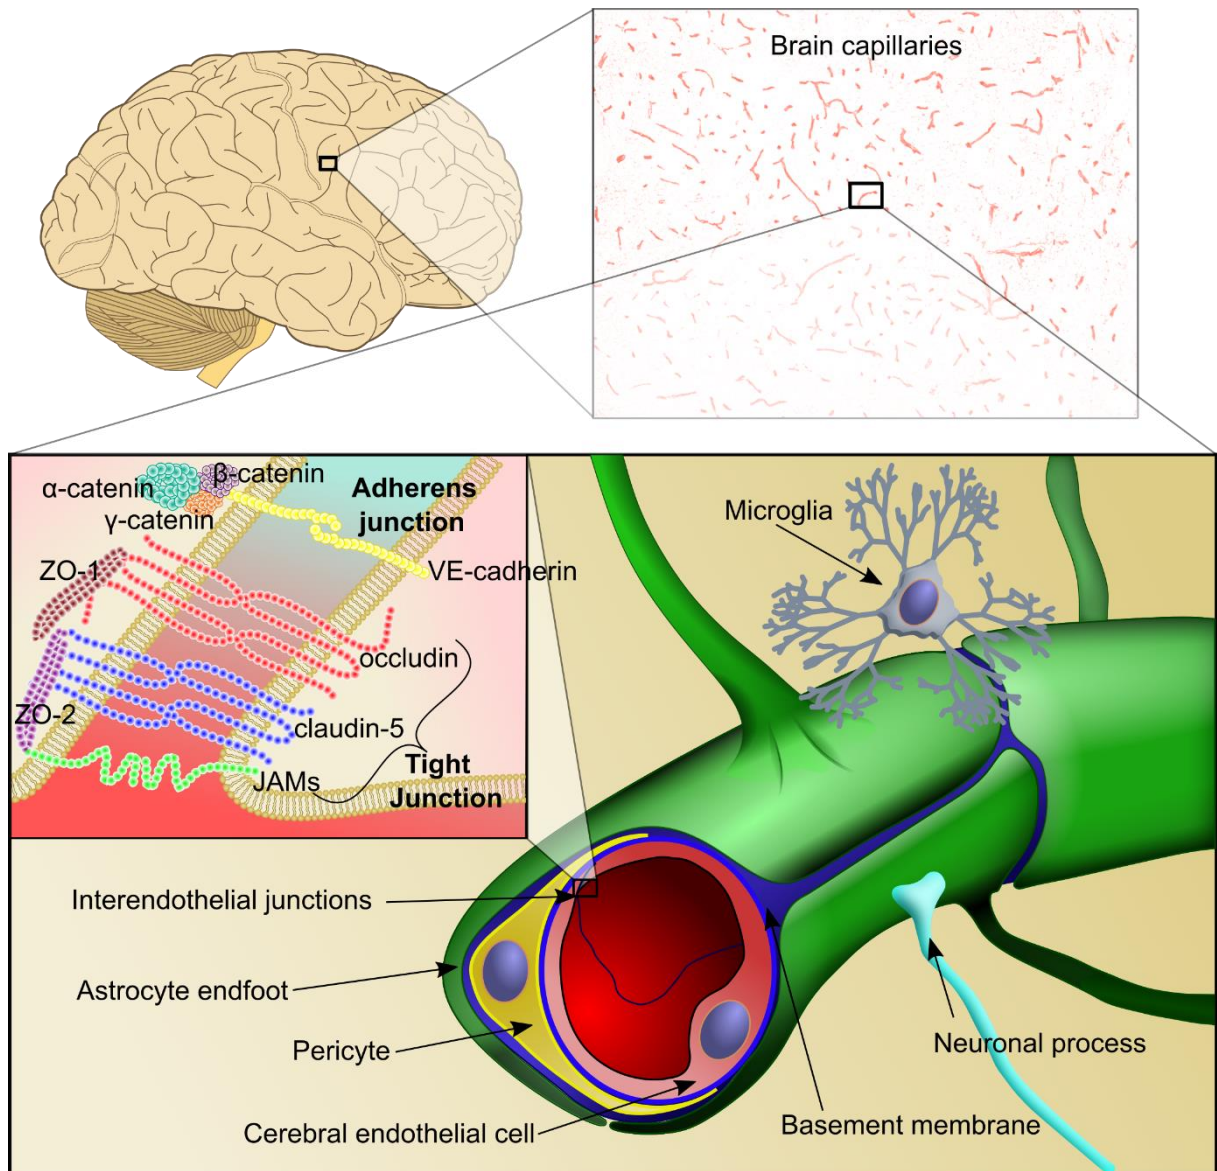 Brain capillaries
β-catenin
α-catenin
γ-catenin
Adherens
junction
ZO-1
VE-cadherin
occludin
ZO-2
claudin-5
JAMs
Tight
Junction
Microglia
Interendothelial junctions
Astrocyte endfoot
Pericyte
Cerebral endothelial cell
Neuronal process
Basement membrane